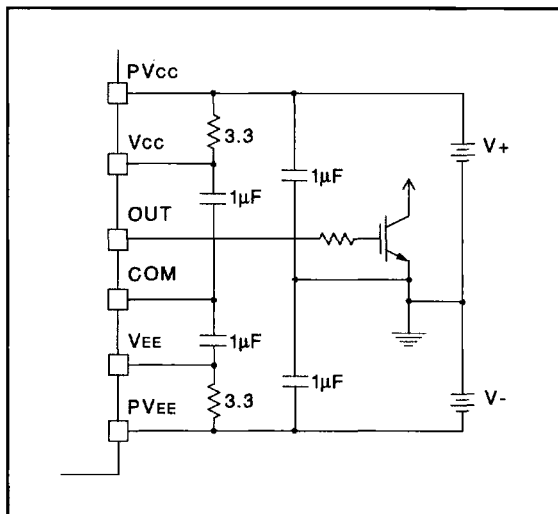 PVCC
VCC
3.3
1µF
1µF
V+
OUT
COM
VEE
1µF
1µF
3.3
V-
PVEE